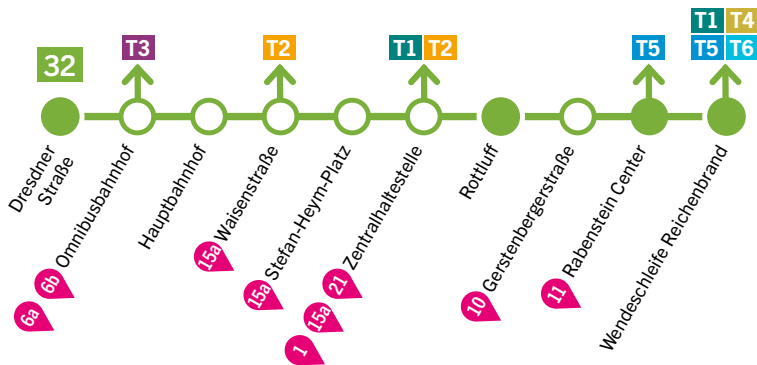 T1 T4
T3 T2 T1 T2 T5 T5 T6
32
Dresdner
Straße
Omnibusbahnhof
Hauptbahnhof
Waisenstraße
Stefan-Heym-Platz
Zentralhaltestelle
Rottluff
Gerstenbergerstraße
Rabenstein Center
Wendeschleife Reichenbrand
6b
6a
15a
15a
21
15a
1
10
11